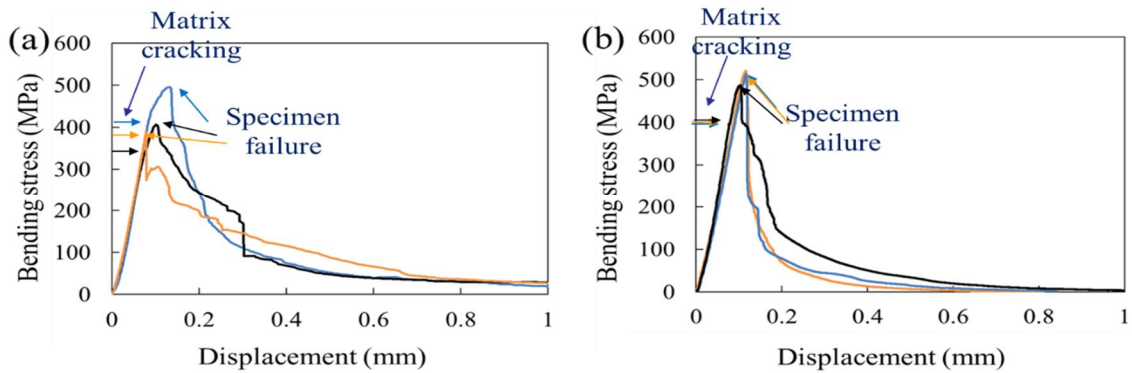 (a)
Matrix
cracking
600
500
400
300
200
100
0
Bending stress (MPa)
Specimen
failure
0 0.2 0.4 0.6 0.8 1
Displacement (mm)
(b)
Matrix
cracking
600
500
400
300
200
100
0
Bending stress (MPa)
Specimen
failure
0 0.2 0.4 0.6 0.8 1
Displacement (mm)